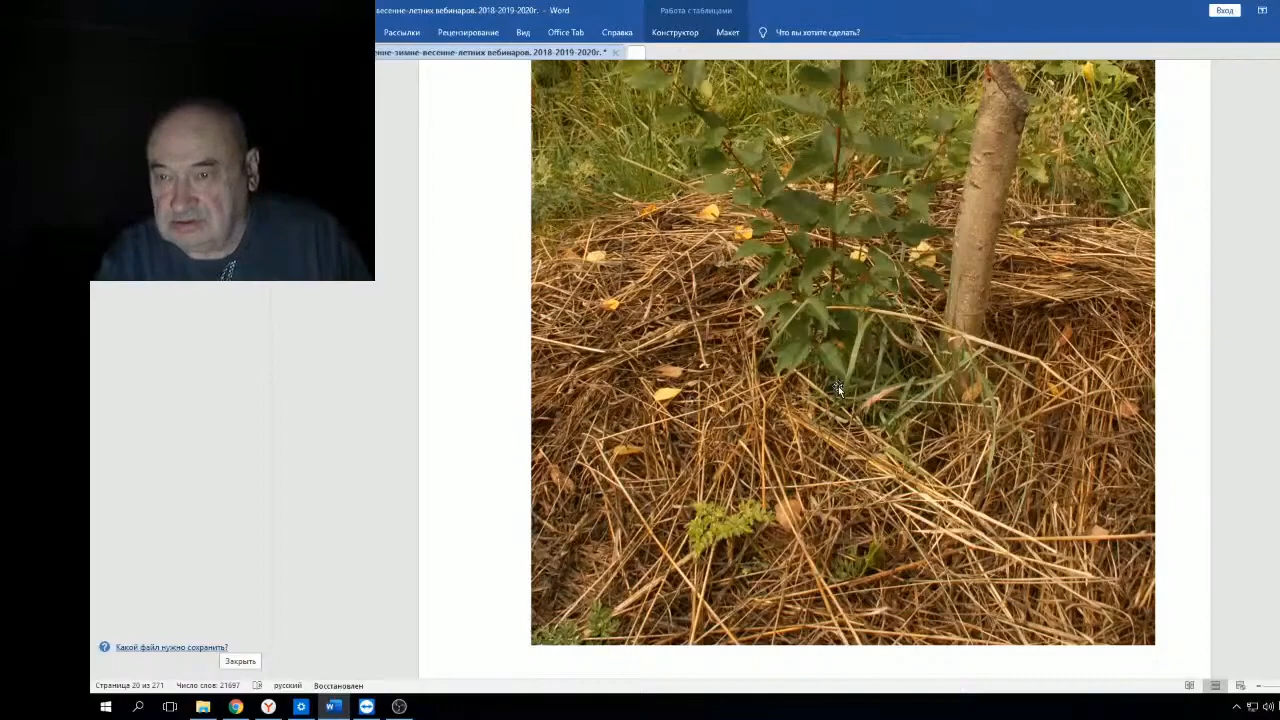 весенне-летних вебинаров. 2018-2019-2020г. - Word
Работа с таблицами
Вход
Рассылки Рецензирование Вид Office Tab Справка Конструктор Макет Что вы хотите сделать?
нне-зимне-весенне-летних вебинаров. 2018-2019-2020г. *
Какой файл нужно сохранить?
Закрыть
Страница 20 из 271 Число слов: 21697 русский Восстановлен